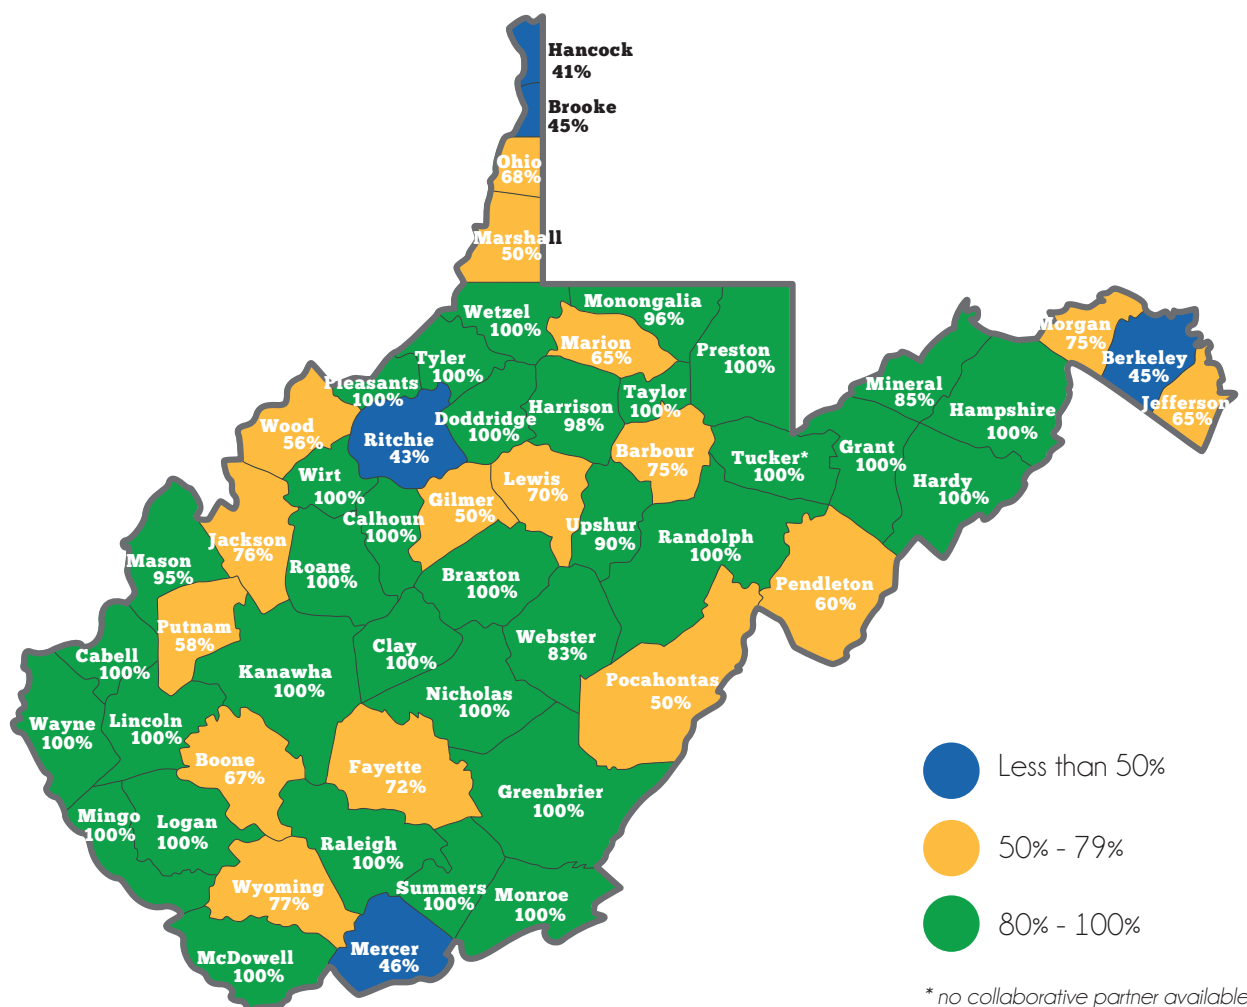 Hancock
41%
Brooke
45%
Ohio
68%
Marshall
50%
Wetzel
100%
Monongalia
96%
Marion
65%
Preston
100%
Tyler
100%
Pleasants
100%
Doddridge
100%
Harrison
98%
Taylor
100%
Morgan
75%
Berkeley
45%
Jefferson
65%
Mineral
85%
Hampshire
100%
Wood
56%
Ritchie
43%
Barbour
75%
Tucker*
100%
Grant
100%
Hardy
100%
Wirt
100%
Calhoun
100%
Gilmer
50%
Lewis
70%
Upshur
90%
Randolph
100%
Jackson
76%
Mason
95%
Roane
100%
Braxton
100%
Pendleton
60%
Putnam
58%
Cabell
100%
Kanawha
100%
Clay
100%
Webster
83%
Pocahontas
50%
Nicholas
100%
Wayne
100%
Lincoln
100%
Boone
67%
Fayette
72%
Greenbrier
100%
Mingo
100%
Logan
100%
Raleigh
100%
Wyoming
77%
Summers
100%
Monroe
100%
McDowell
100%
Mercer
46%
Less than 50%
50% - 79%
80% - 100%
* no collaborative partner available